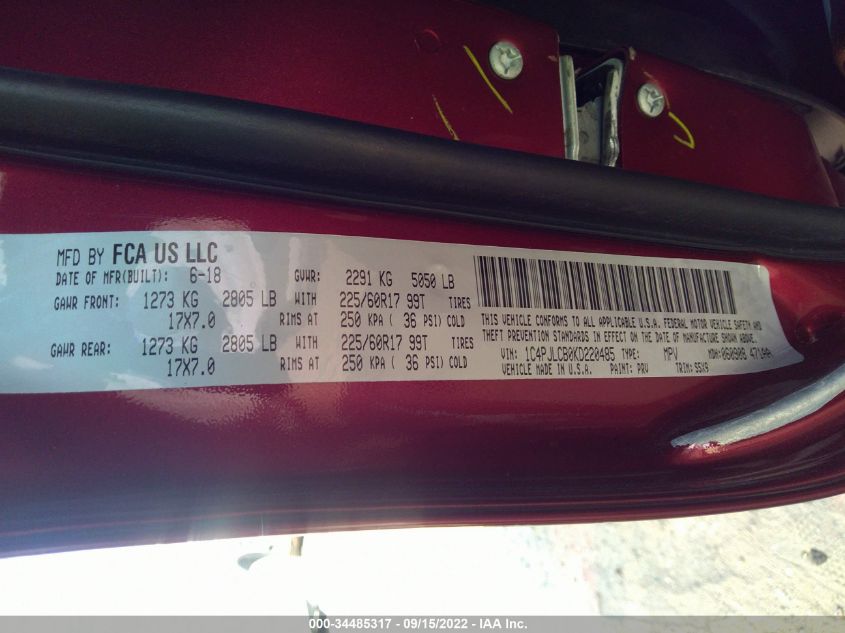 MFD BY FCA US LLC
DATE OF MFR(BUILT): 6-18 GVWR: 2291 KG 5050 LB
GAWR FRONT: 1273 KG 2805 LB WITH 225/60R17 99T TIRES
17X7.0 RIMS AT 250 KPA ( 36 PSI) COLD
GAWR REAR: 1273 KG 2805 LB WITH 225/60R17 99T TIRES
17X7.0 RIMS AT 250 KPA ( 36 PSI) COLD
THIS VEHICLE CONFORMS TO ALL APPLICABLE U.S.A. FEDERAL MOTOR VEHICLE SAFETY AND
THEFT PREVENTION STANDARDS IN EFFECT ON THE DATE OF MANUFACTURE SHOWN ABOVE.
VIN: 1C4PJLCB0KD220485 TYPE: MPV MDH: 060908 471AA
VEHICLE MADE IN U.S.A. PAINT: PRV TRIM: S5X9
000-34485317 - 09/15/2022 - IAA Inc.